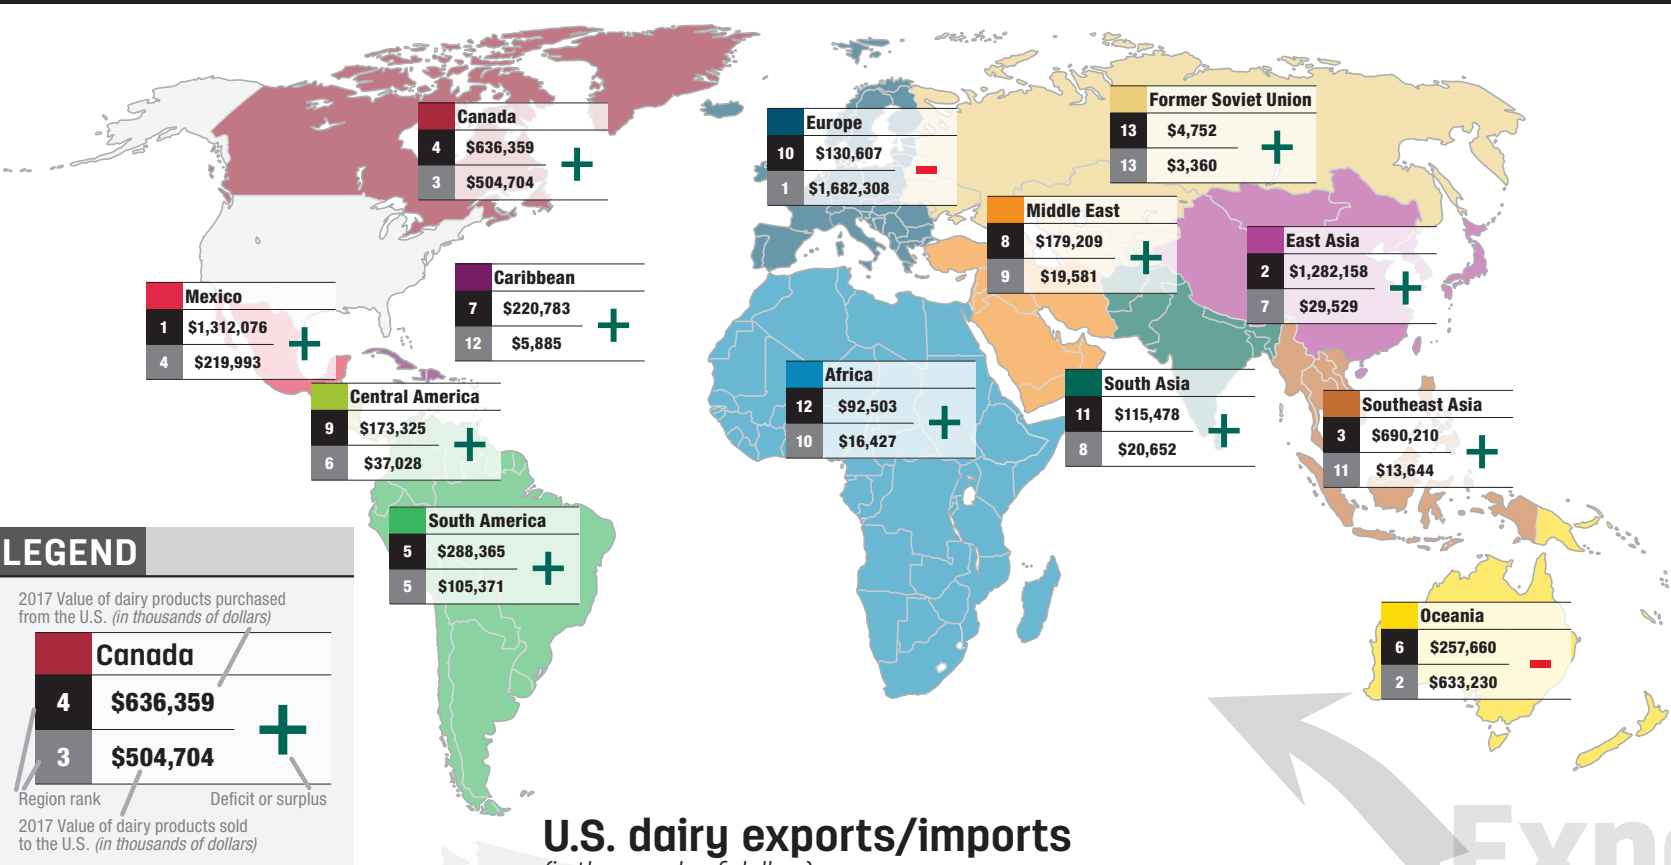 Canada
4 $636,359
3 $504,704
Europe
10 $130,607
1 $1,682,308
Former Soviet Union
13 $4,752
13 $3,360
Middle East
8 $179,209
9 $19,581
East Asia
2 $1,282,158
7 $29,529
Caribbean
7 $220,783
12 $5,885
Mexico
1 $1,312,076
4 $219,993
Central America
9 $173,325
6 $37,028
Africa
12 $92,503
10 $16,427
South Asia
11 $115,478
8 $20,652
Southeast Asia
3 $690,210
11 $13,644
South America
5 $288,365
5 $105,371
Oceania
6 $257,660
2 $633,230
LEGEND
2017 Value of dairy products purchased
from the U.S. (in thousands of dollars)
Canada
4 $636,359
3 $504,704
Region rank
Deficit or surplus
2017 Value of dairy products sold
to the U.S. (in thousands of dollars)
U.S. dairy exports/imports